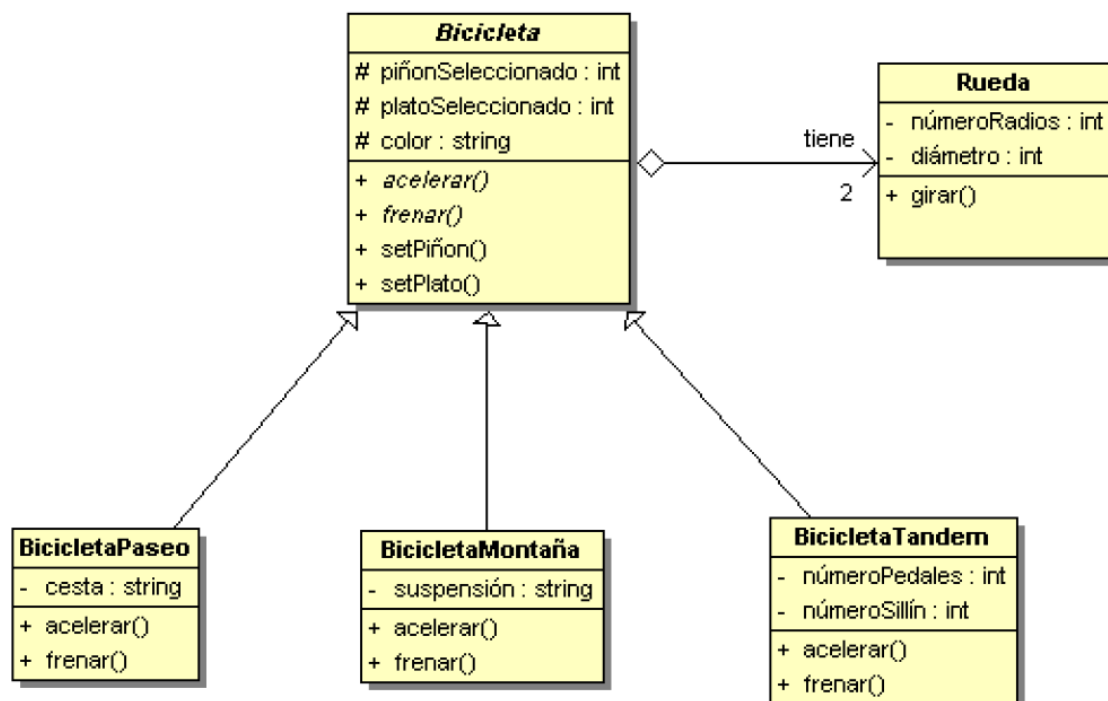 Bicicleta
# piñonSeleccionado : int
# platoSeleccionado : int
# color : string
+ acelerar()
+ frenar()
+ setPiñon()
+ setPlato()
tiene
2
Rueda
- númeroRadios : int
- diámetro : int
+ girar()
BicicletaPaseo
- cesta : string
+ acelerar()
+ frenar()
BicicletaMontaña
- suspensión : string
+ acelerar()
+ frenar()
BicicletaTandem
- númeroPedales : int
- númeroSillín : int
+ acelerar()
+ frenar()